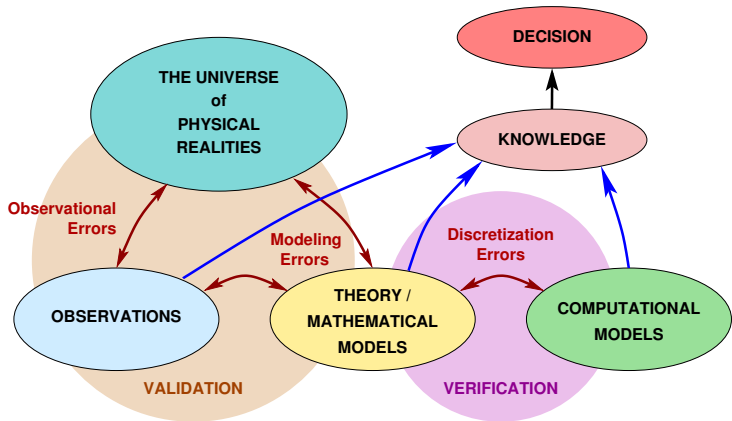 DECISION
THE UNIVERSE
of
PHYSICAL
REALITIES
KNOWLEDGE
Observational
Errors
Modeling
Errors
Discretization
Errors
OBSERVATIONS
THEORY /
MATHEMATICAL
MODELS
COMPUTATIONAL
MODELS
VALIDATION
VERIFICATION